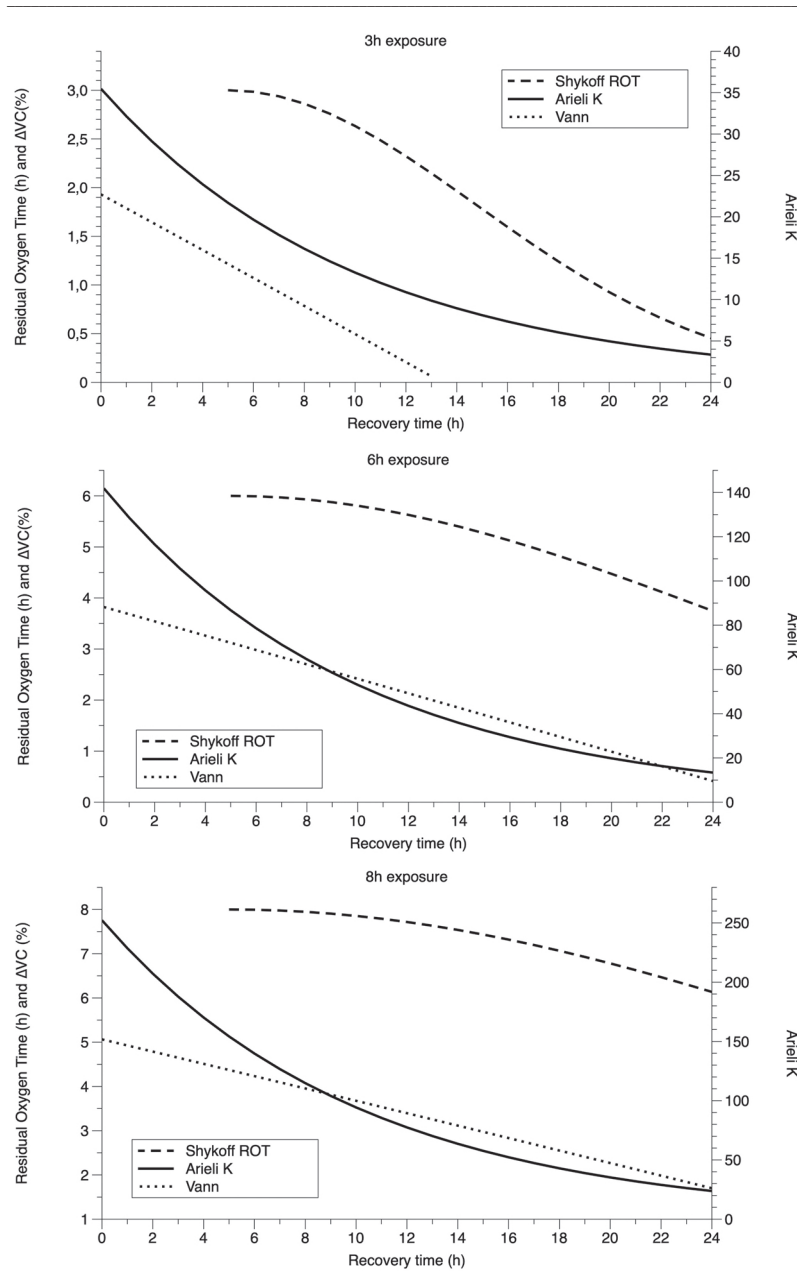 3h exposure
Residual Oxygen Time (h) and ΔVC(%)
3,0
2,5
2,0
1,5
1,0
0,5
0
40
35
30
25
20
15
10
5
0
Arieli K
Shykoff ROT
Arieli K
Vann
0 2 4 6 8 10 12 14 16 18 20 22 24
Recovery time (h)
6h exposure
Residual Oxygen Time (h) and ΔVC(%)
6
5
4
3
2
1
0
140
120
100
80
60
40
20
0
Arieli K
Shykoff ROT
Arieli K
Vann
0 2 4 6 8 10 12 14 16 18 20 22 24
Recovery time (h)
8h exposure
Residual Oxygen Time (h) and ΔVC (%)
8
7
6
5
4
3
2
1
250
200
150
100
50
0
Arieli K
Shykoff ROT
Arieli K
Vann
0 2 4 6 8 10 12 14 16 18 20 22 24
Recovery time (h)